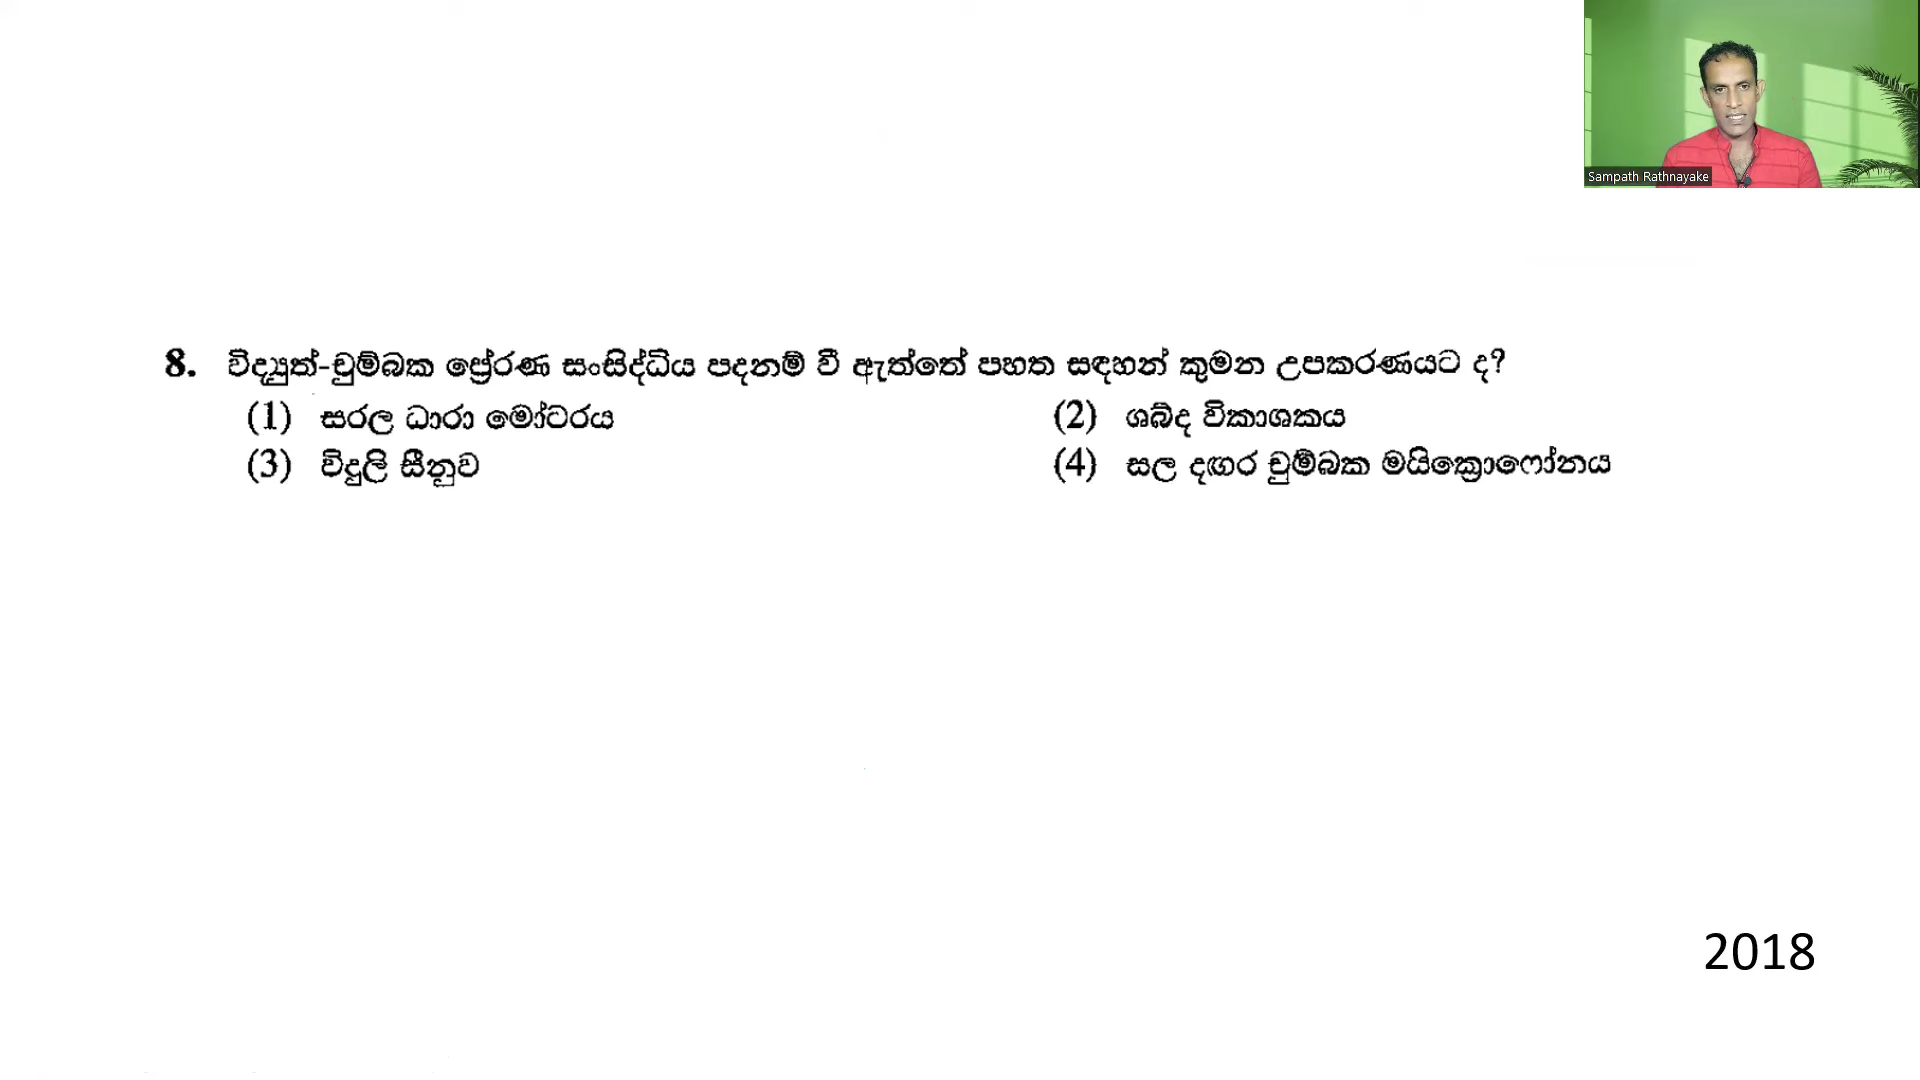 Sampath Rathnayake
8. විද්‍යුත්-චුම්බක ප්‍රේරණ සංසිද්ධිය පදනම් වී ඇත්තේ පහත සඳහන් කුමන උපකරණයට ද?
(1) සරල ධාරා මෝටරය (2) ශබ්ද විකාශකය
(3) විදුලි සීනුව (4) සල දඟර චුම්බක මයික්‍රොෆෝනය
2018